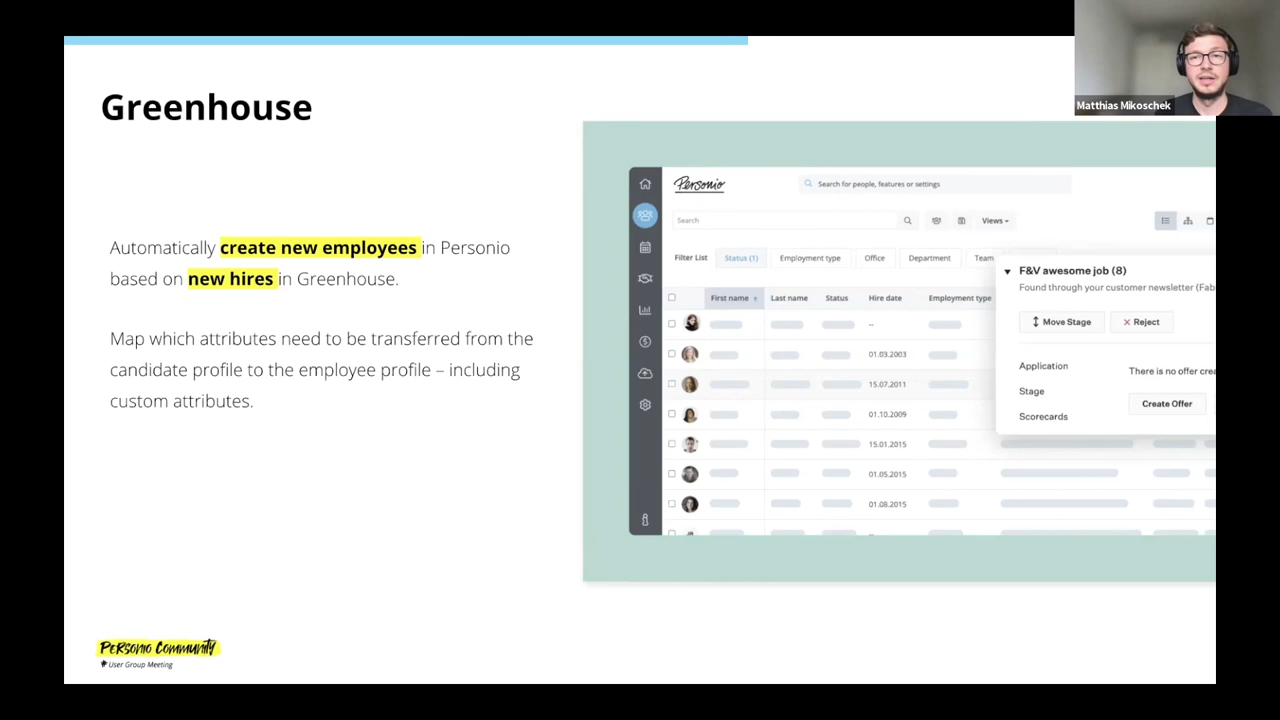 Matthias Mikoschek
Greenhouse
Automatically create new employees in Personio
based on new hires in Greenhouse.
Map which attributes need to be transferred from the
candidate profile to the employee profile – including
custom attributes.
Personio
Search for people, features or settings
Search
Views
Filter List
Status (1)
Employment type
Office
Department
Team
First name
Last name
Status
Hire date
Employment type
--
01.03.2003
15.07.2011
01.10.2009
15.01.2015
01.05.2015
01.08.2015
--
F&V awesome job (8)
Found through your customer newsletter (Fab
Move Stage
Reject
Application
There is no offer crea
Stage
Create Offer
Scorecards
Personio Community
User Group Meeting